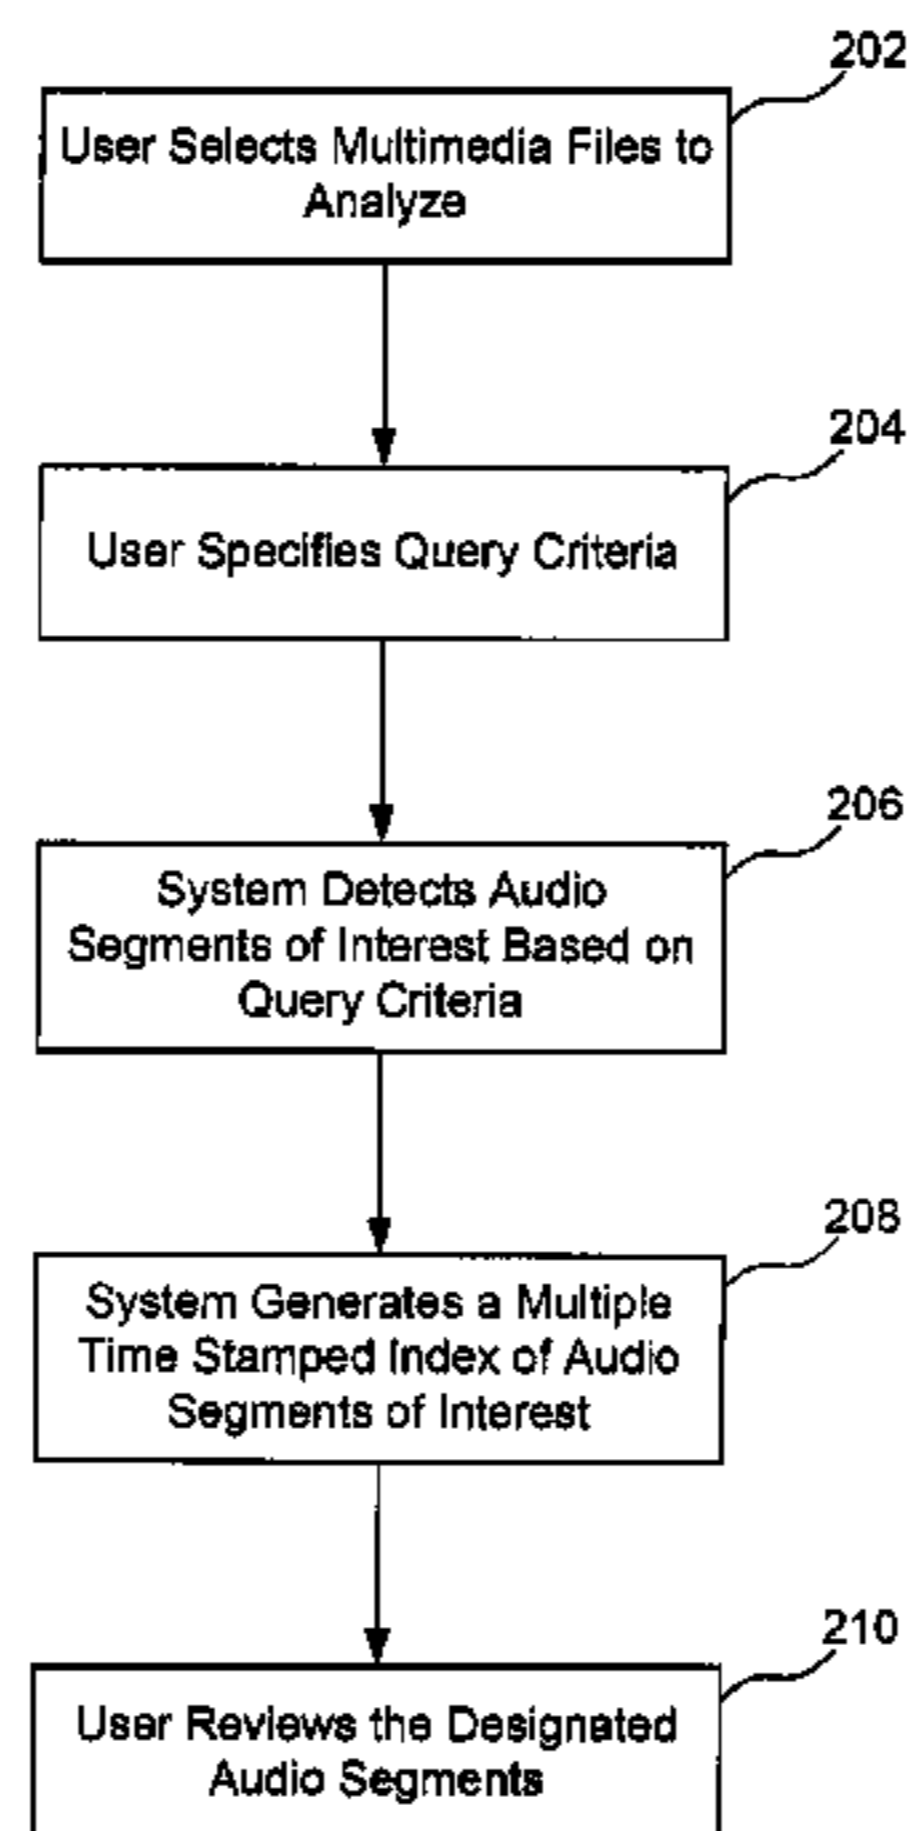 202
User Selects Multimedia Files to
Analyze
204
User Specifies Query Criteria
206
System Detects Audio
Segments of Interest Based on
Query Criteria
208
System Generates a Multiple
Time Stamped Index of Audio
Segments of Interest
210
User Reviews the Designated
Audio Segments